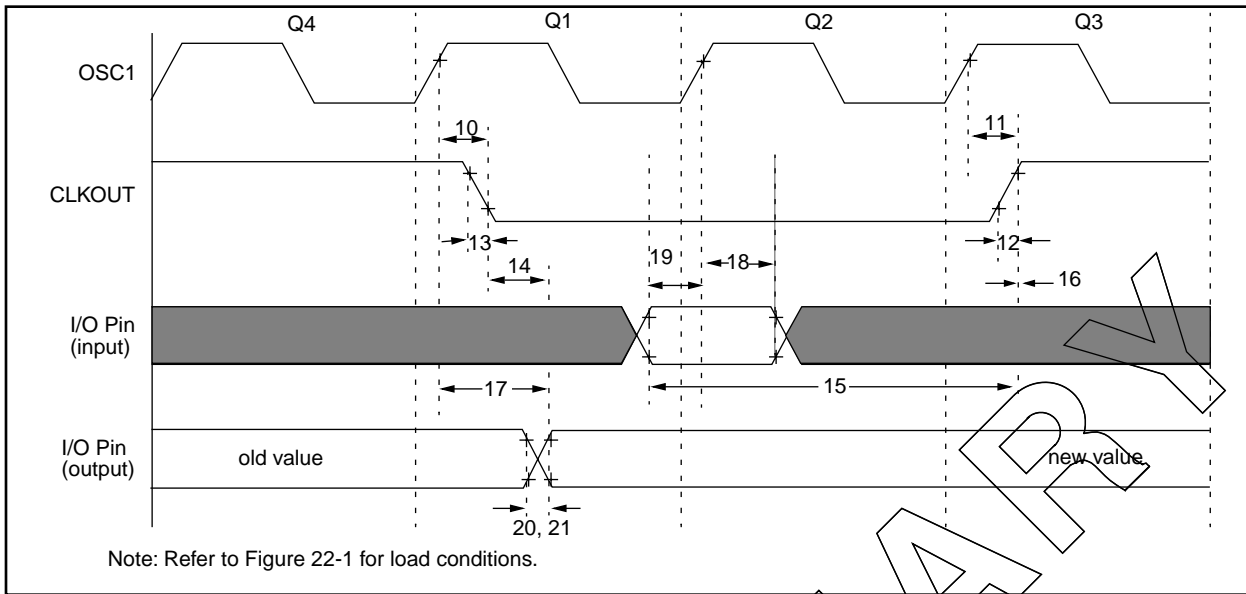 Q4 Q1 Q2 Q3
OSC1
10
11
CLKOUT
13
12
14
19
18
16
I/O Pin
(input)
17
15
I/O Pin
(output)
old value
new value
20, 21
Note: Refer to Figure 22-1 for load conditions.
A R Y